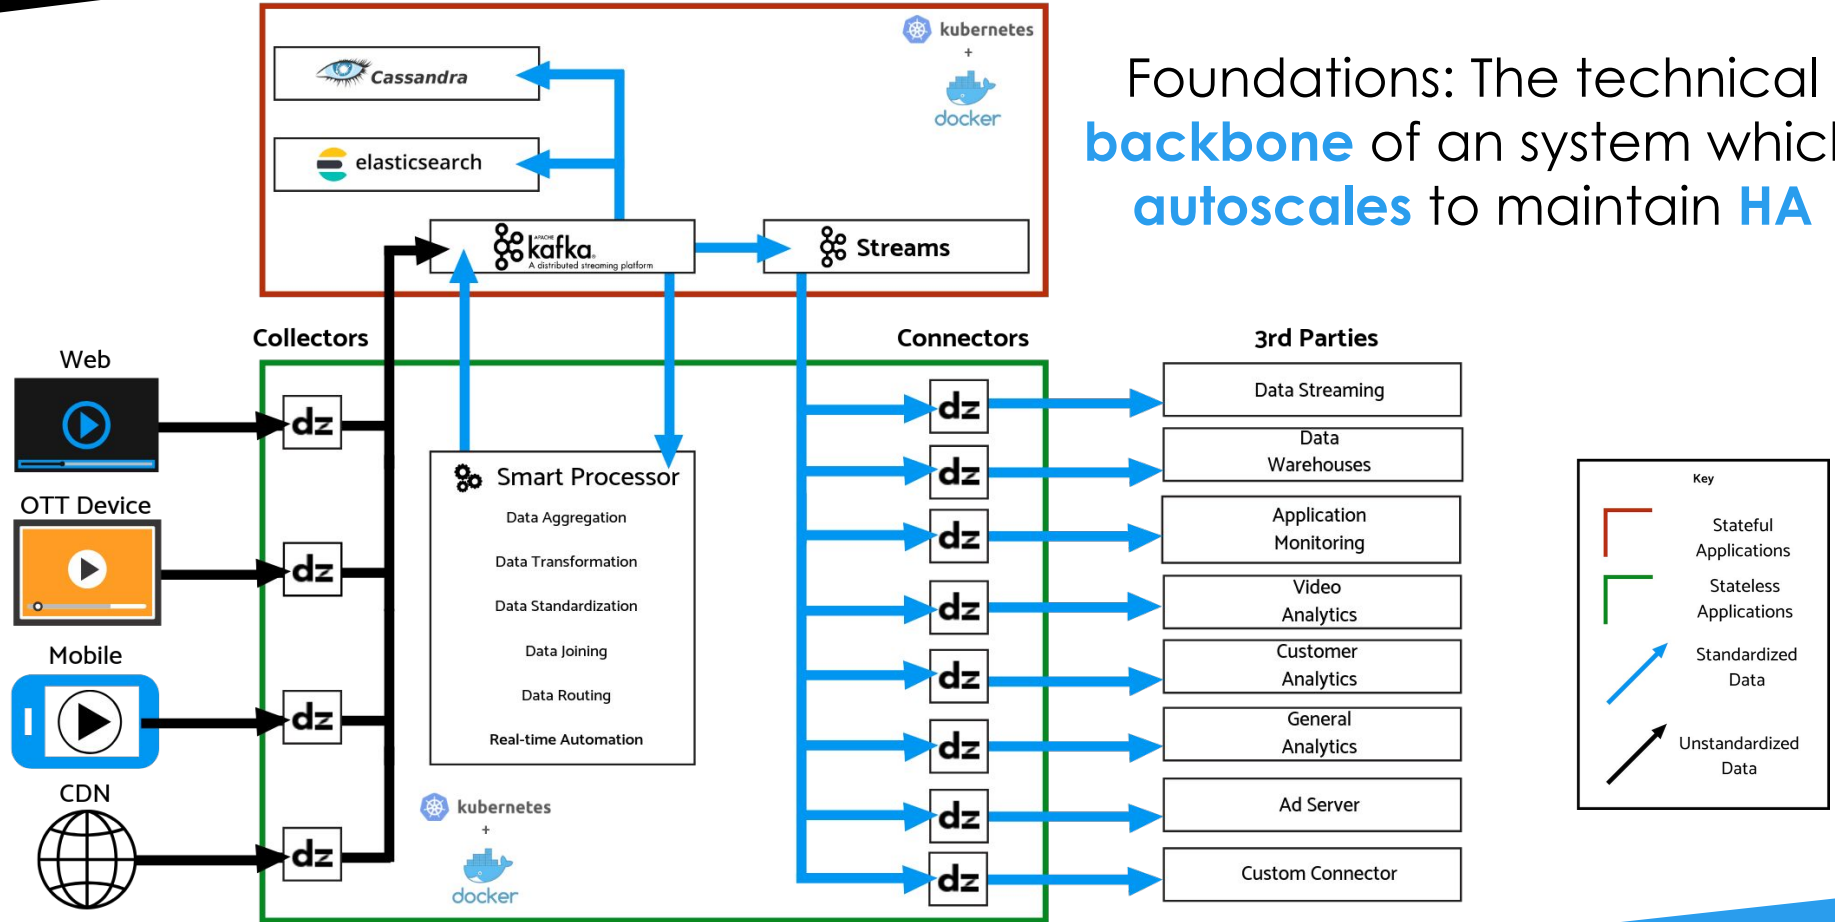 Foundations: The technical
backbone of an system which
autoscales to maintain HA
kubernetes
+
docker
Cassandra
elasticsearch
APACHE
kafka®
A distributed streaming platform
Streams
Collectors
Connectors
3rd Parties
Web
OTT Device
Mobile
CDN
dz
dz
dz
dz
Smart Processor
Data Aggregation
Data Transformation
Data Standardization
Data Joining
Data Routing
Real-time Automation
kubernetes
+
docker
dz
dz
dz
dz
dz
dz
dz
dz
Data Streaming
Data
Warehouses
Application
Monitoring
Video
Analytics
Customer
Analytics
General
Analytics
Ad Server
Custom Connector
Key
Stateful
Applications
Stateless
Applications
Standardized
Data
Unstandardized
Data